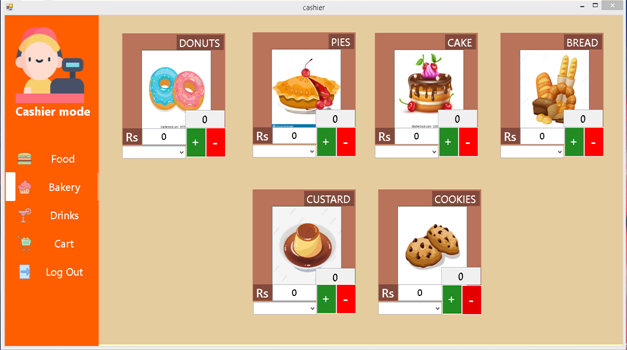 cashier
Cashier mode
Food
Bakery
Drinks
Cart
Log Out
DONUTS
0
Rs 0 + -
PIES
0
Rs 0 + -
CAKE
0
Rs 0 + -
BREAD
0
Rs 0 + -
CUSTARD
0
Rs 0 + -
COOKIES
0
Rs 0 + -